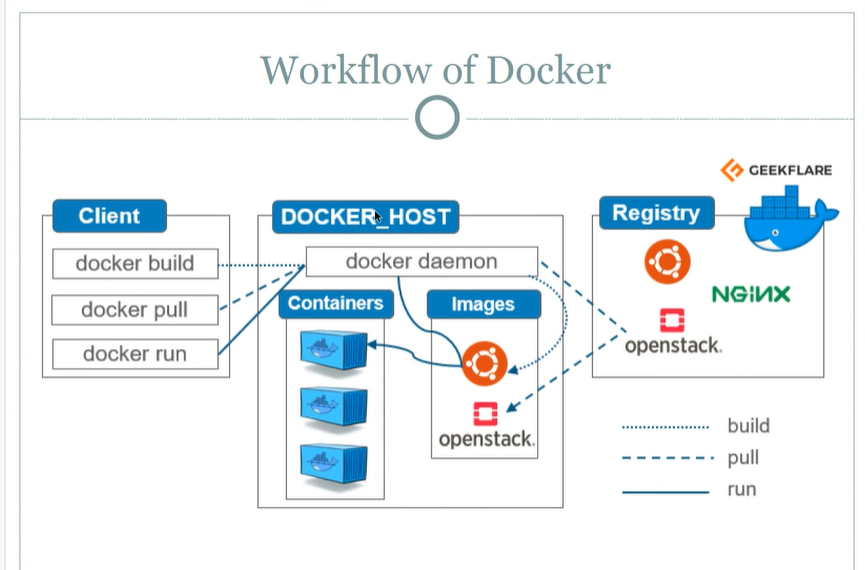 Workflow of Docker
GEEKFLARE
Client
DOCKER_HOST
Registry
docker build
docker daemon
docker pull
Containers
Images
NGINX
docker run
openstack.
openstack.
build
pull
run